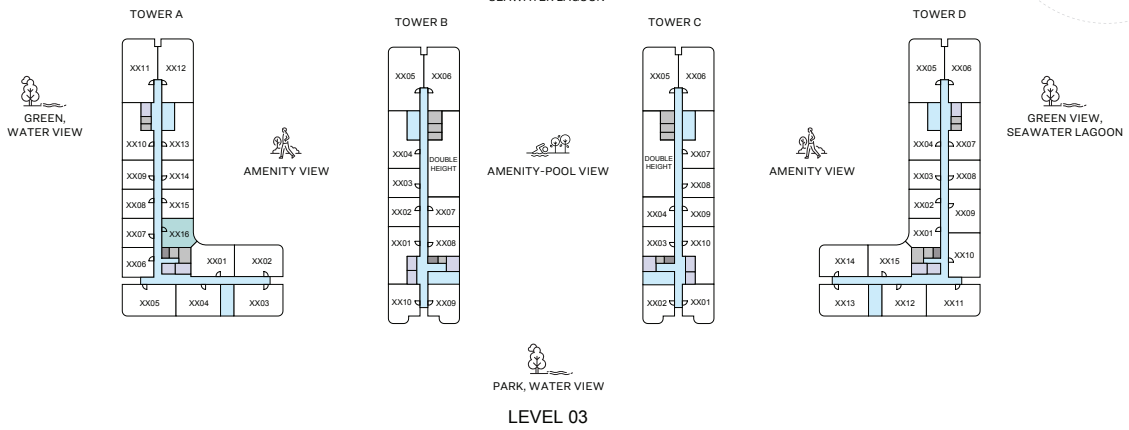 SEAWATER LAGOON
TOWER A
TOWER B
TOWER C
TOWER D
XX11
XX12
XX10
XX13
XX09
XX14
XX08
XX15
XX07
XX16
XX06
XX01
XX02
XX05
XX04
XX03
GREEN,
WATER VIEW
AMENITY VIEW
XX05
XX06
XX04
DOUBLE
HEIGHT
XX03
XX02
XX07
XX01
XX08
XX10
XX09
AMENITY-POOL VIEW
XX05
XX06
DOUBLE
HEIGHT
XX07
XX08
XX04
XX09
XX03
XX10
XX02
XX01
AMENITY VIEW
XX05
XX06
XX04
XX07
XX03
XX08
XX02
XX09
XX01
XX10
XX14
XX15
XX13
XX12
XX11
GREEN VIEW,
SEAWATER LAGOON
PARK, WATER VIEW
LEVEL 03